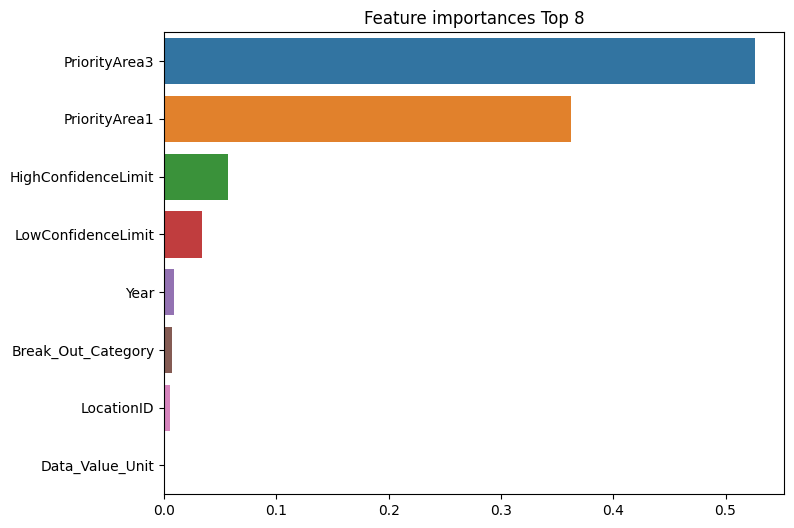 Feature importances Top 8
PriorityArea3
PriorityArea1
HighConfidenceLimit
LowConfidenceLimit
Year
Break_Out_Category
LocationID
Data_Value_Unit
0.0 0.1 0.2 0.3 0.4 0.5